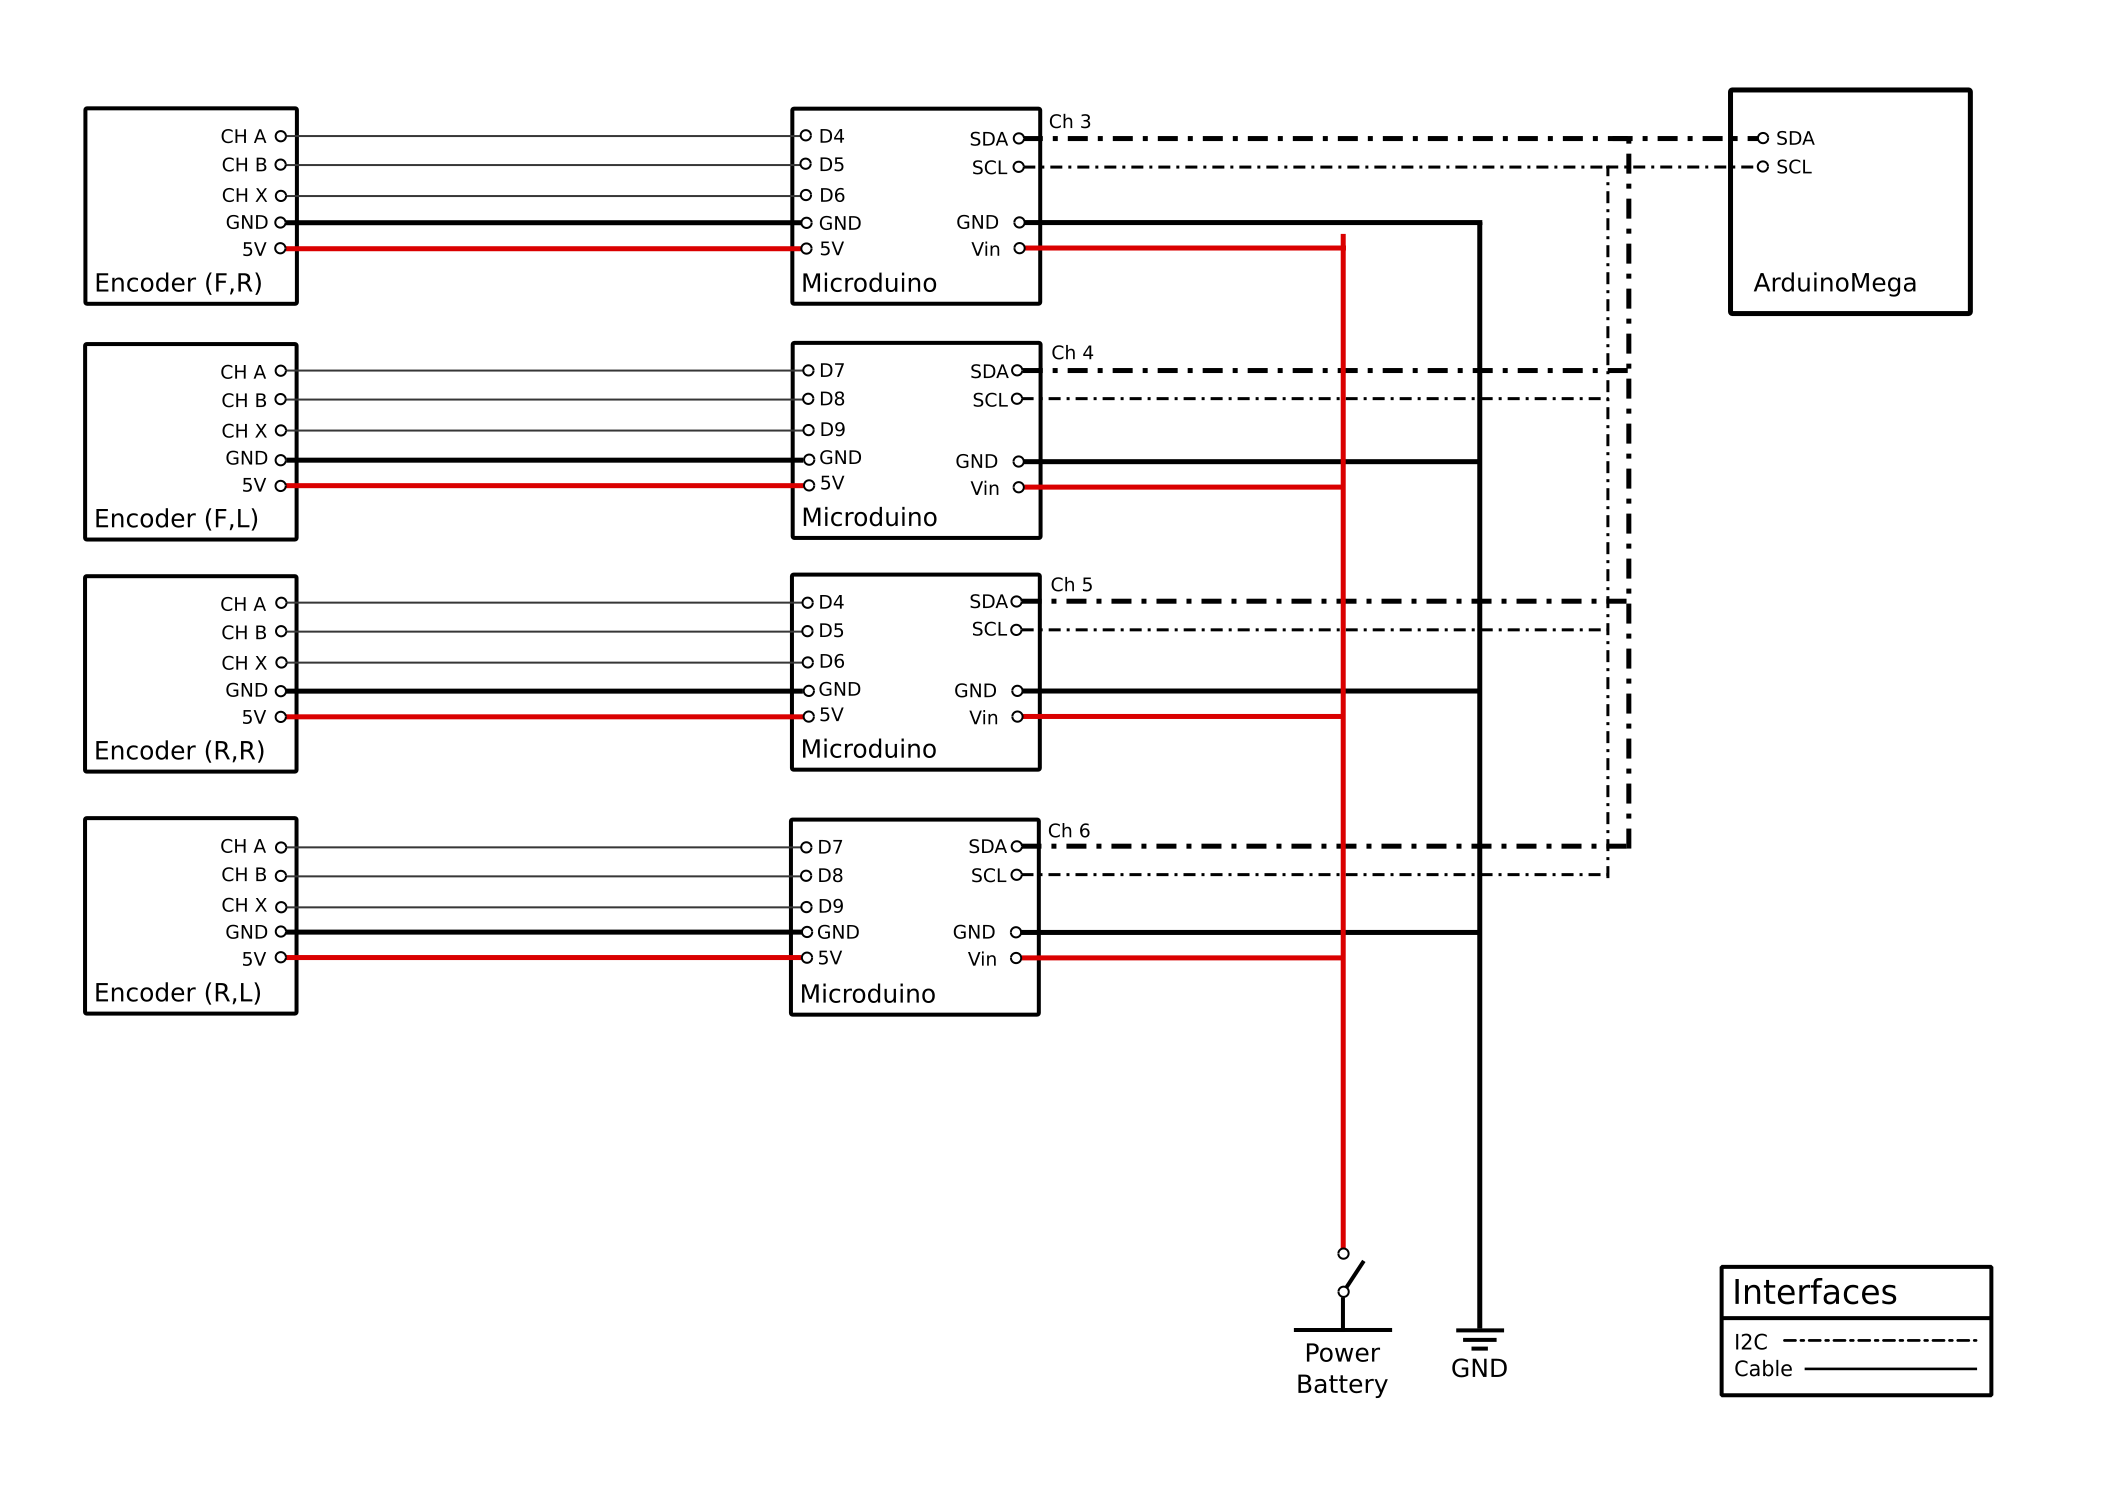 CH A
CH B
CH X
GND
5V
Encoder (F,R)
D4
D5
D6
GND
5V
SDA
SCL
GND
Vin
Microduino
Ch 3
SDA
SCL
ArduinoMega
CH A
CH B
CH X
GND
5V
Encoder (F,L)
D7
D8
D9
GND
5V
SDA
SCL
GND
Vin
Microduino
Ch 4
CH A
CH B
CH X
GND
5V
Encoder (R,R)
D4
D5
D6
GND
5V
SDA
SCL
GND
Vin
Microduino
Ch 5
CH A
CH B
CH X
GND
5V
Encoder (R,L)
D7
D8
D9
GND
5V
SDA
SCL
GND
Vin
Microduino
Ch 6
Power
Battery
GND
Interfaces
I2C
Cable